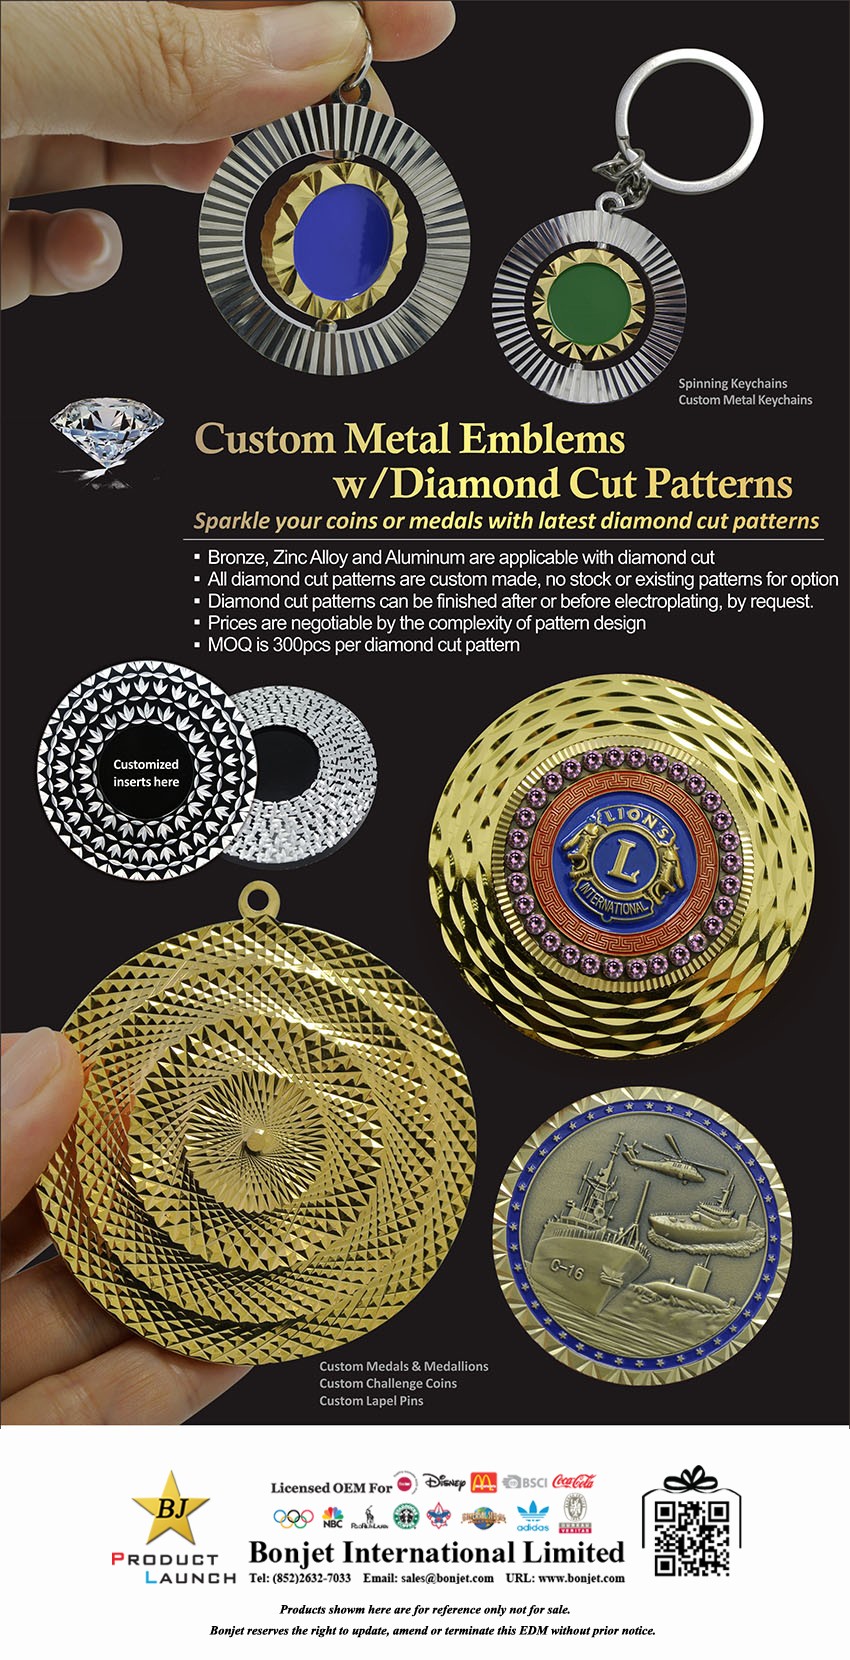 Spinning Keychains
Custom Metal Keychains
Custom Metal Emblems
w/Diamond Cut Patterns
Sparkle your coins or medals with latest diamond cut patterns
▪ Bronze, Zinc Alloy and Aluminum are applicable with diamond cut
▪ All diamond cut patterns are custom made, no stock or existing patterns for option
▪ Diamond cut patterns can be finished after or before electroplating, by request.
▪ Prices are negotiable by the complexity of pattern design
▪ MOQ is 300pcs per diamond cut pattern
Customized
inserts here
LIONS
L
INTERNATIONAL
C-16
Custom Medals & Medallions
Custom Challenge Coins
Custom Lapel Pins
BJ
PRODUCT
LAUNCH
Licensed OEM For
Disney
BSCI
Coca-Cola
NBC
adidas
Bonjet International Limited
Tel: (852)2632-7033 Email: sales@bonjet.com URL: www.bonjet.com
Products showm here are for reference only not for sale.
Bonjet reserves the right to update, amend or terminate this EDM without prior notice.